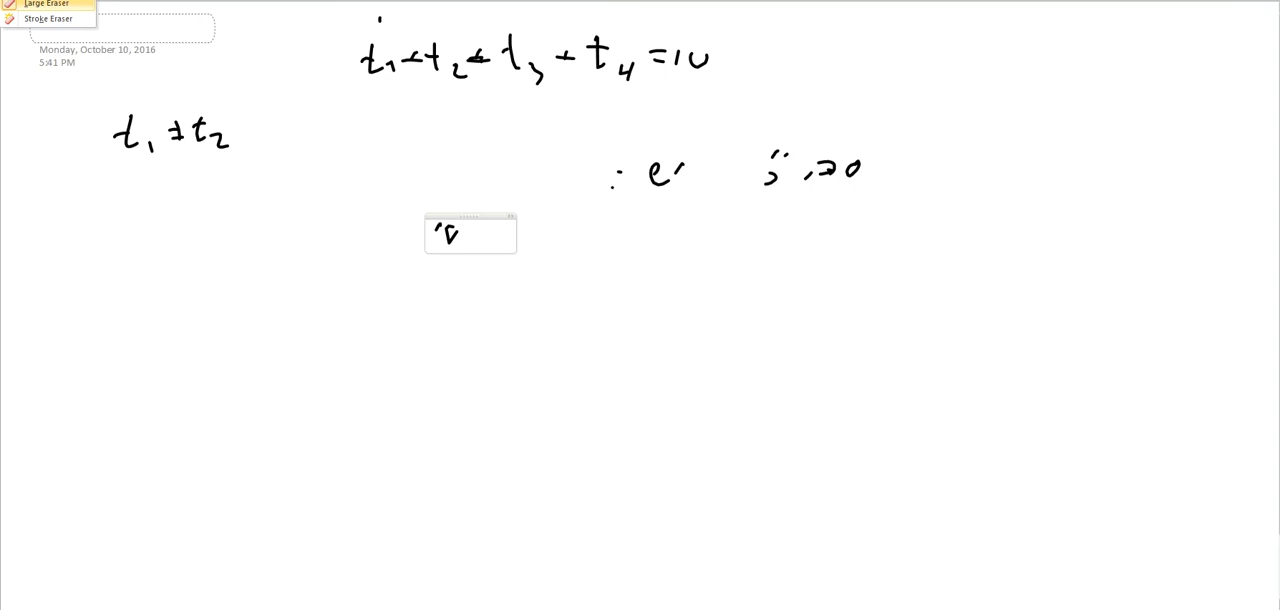 Large Eraser
Stroke Eraser
Monday, October 10, 2016
5:41 PM
t₁+t₂+t₃+t₄=10
t₁≠t₂